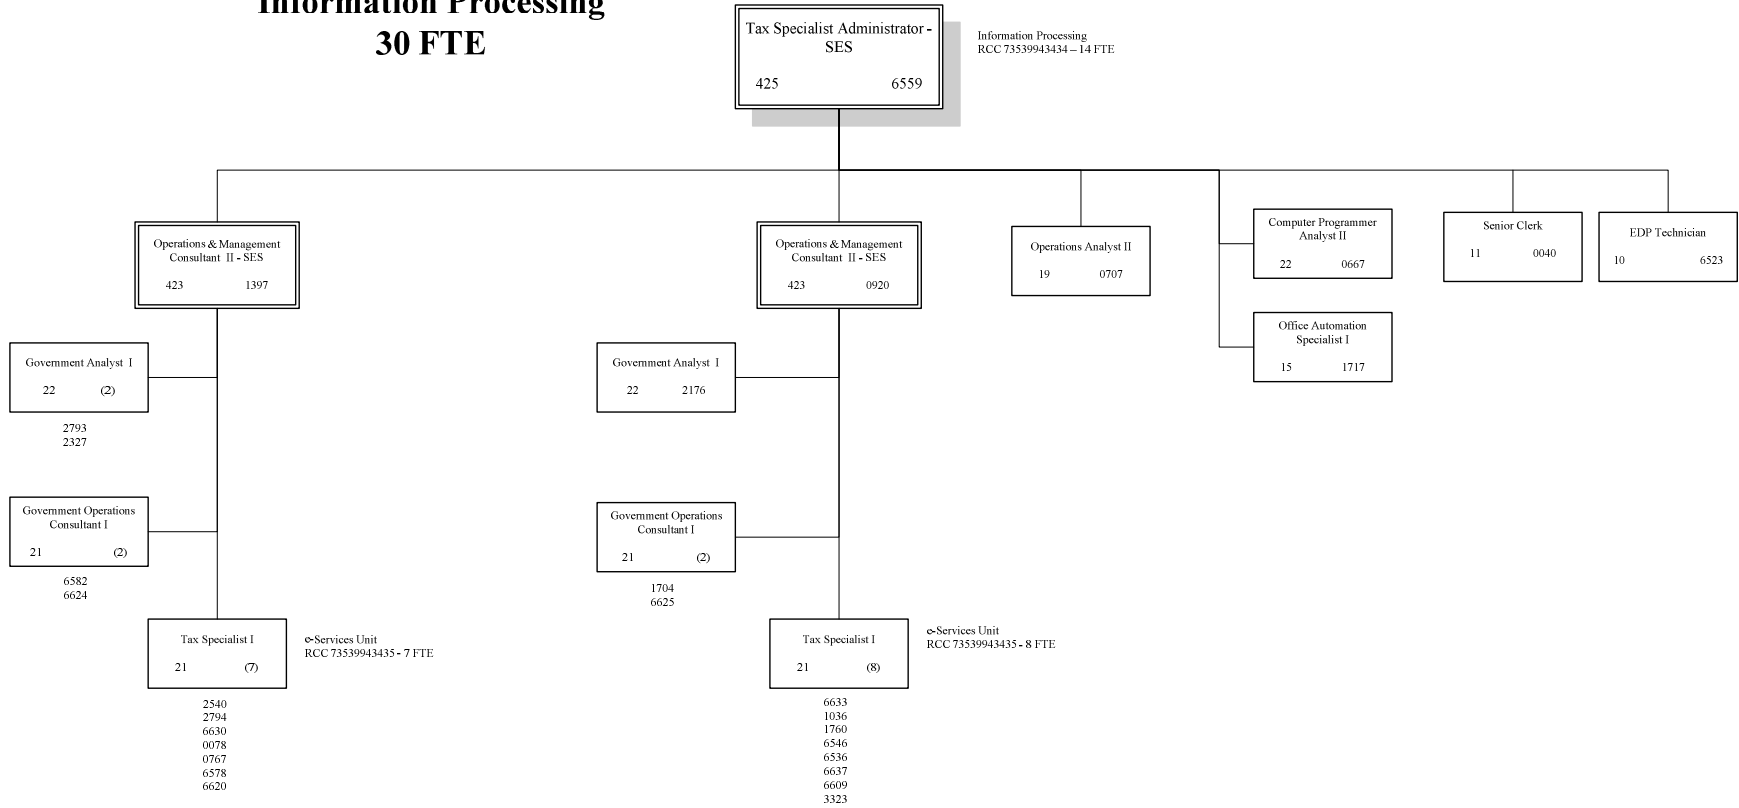 Information Processing
30 FTE
Tax Specialist Administrator -
SES
425 6559
Information Processing
RCC 73539943434 – 14 FTE
Operations & Management
Consultant II - SES
423 1397
Operations & Management
Consultant II - SES
423 0920
Operations Analyst II
19 0707
Computer Programmer
Analyst II
22 0667
Senior Clerk
11 0040
EDP Technician
10 6523
Office Automation
Specialist I
15 1717
Government Analyst I
22 (2)
2793
2327
Government Analyst I
22 2176
Government Operations
Consultant I
21 (2)
6582
6624
Government Operations
Consultant I
21 (2)
1704
6625
Tax Specialist I
21 (7)
e-Services Unit
RCC 73539943435 - 7 FTE
2540
2794
6630
0078
0767
6578
6620
Tax Specialist I
21 (8)
e-Services Unit
RCC 73539943435 - 8 FTE
6633
1036
1760
6546
6536
6637
6609
3323